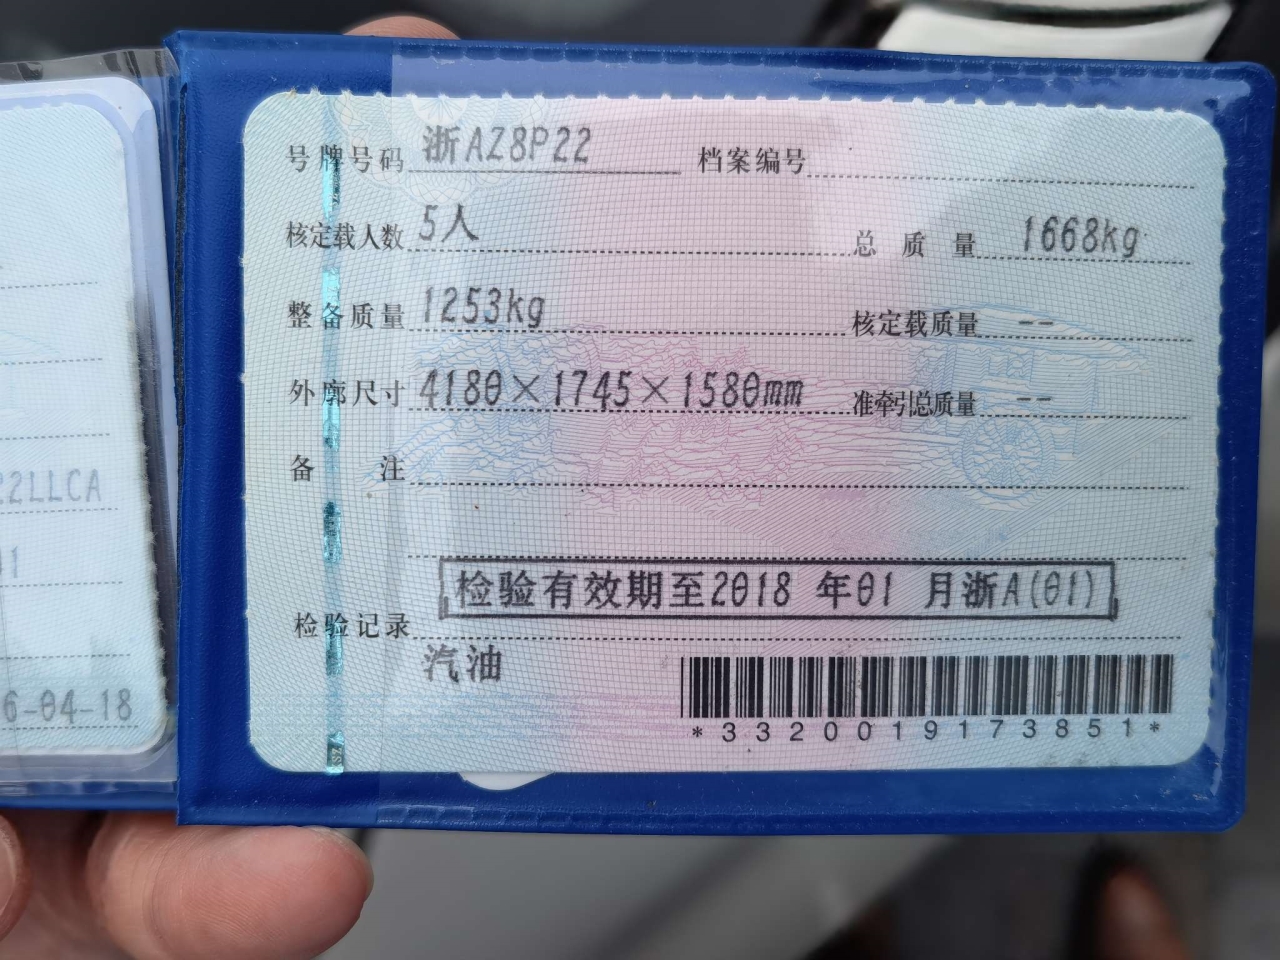 号牌号码 浙AZ8P22 档案编号
核定载人数 5人 总质量 1668kg
整备质量 1253kg 核定载质量 --
外廓尺寸 4180×1745×1580mm 准牵引总质量 --
备注
检验有效期至2018 年01 月浙A(01)
检验记录
汽油
*3320019173851*
22LLCA
6-04-18